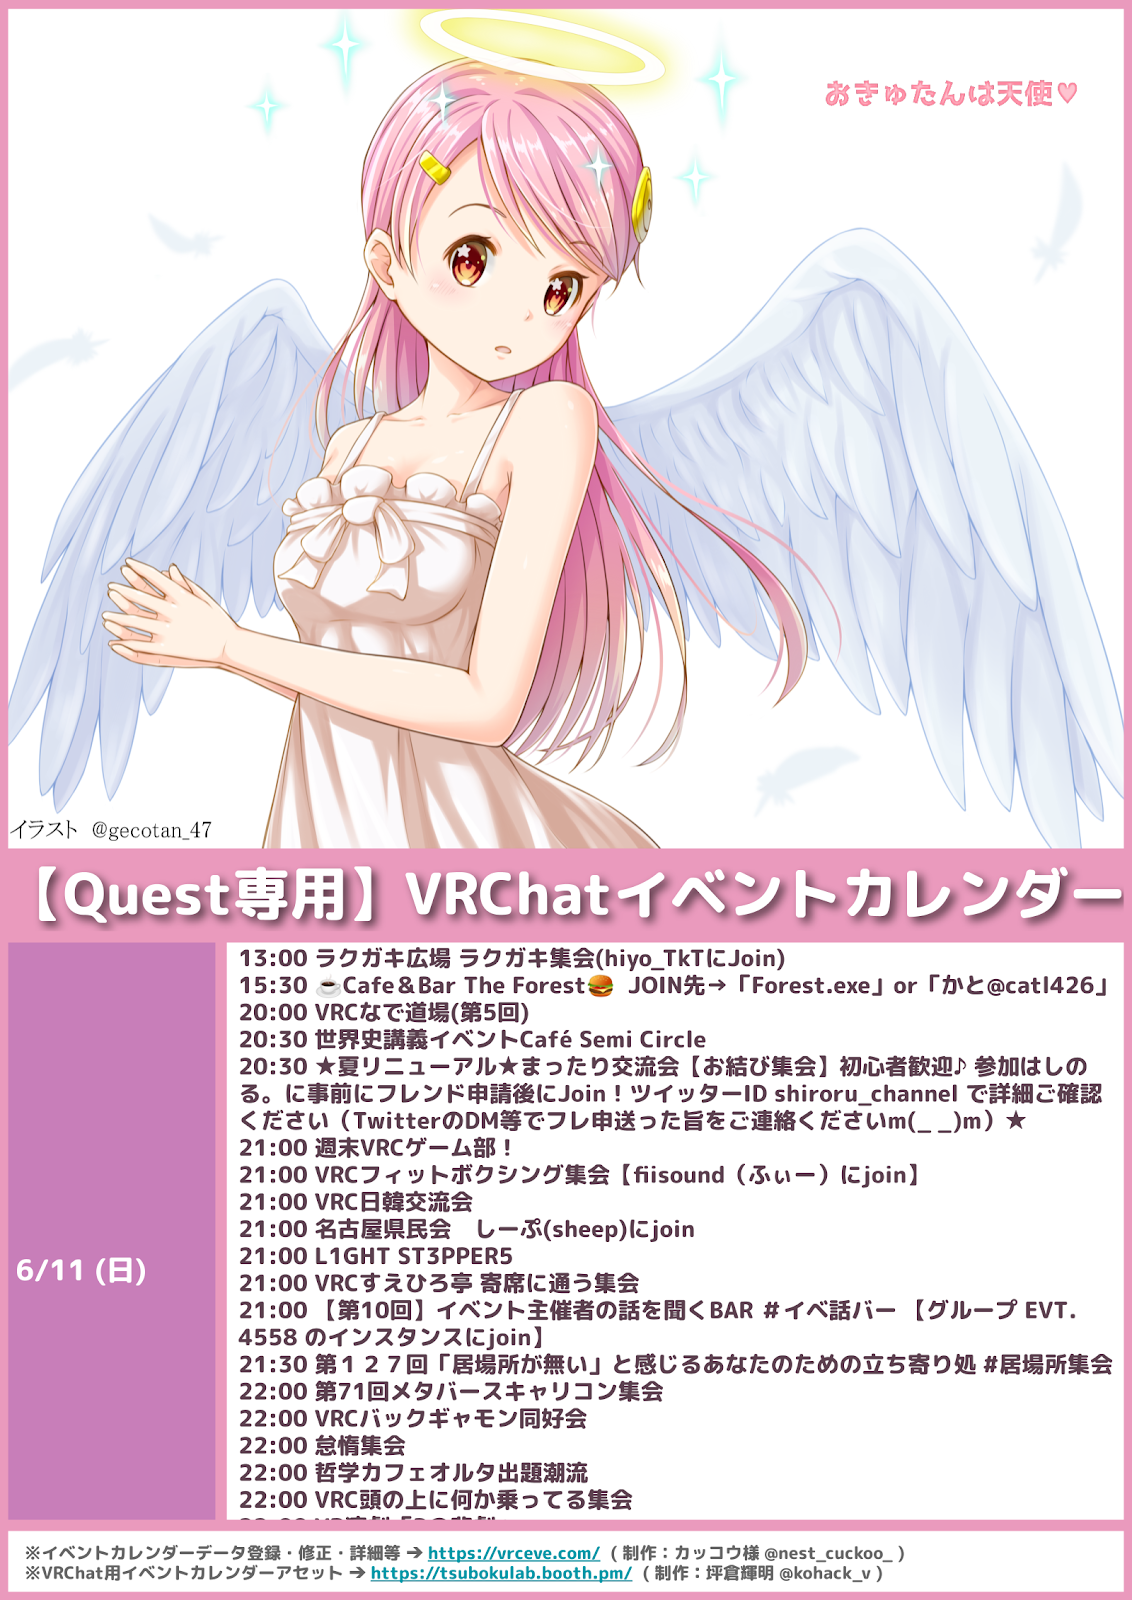 おきゅたんは天使♥
イラスト @gecotan_47
【Quest専用】VRChatイベントカレンダー
6/11 (日)
13:00 ラクガキ広場 ラクガキ集会(hiyo_TkTにJoin)
15:30 ☕Cafe＆Bar The Forest🍔 JOIN先→「Forest.exe」or「かと@catl426」
20:00 VRCなで道場(第5回)
20:30 世界史講義イベントCafé Semi Circle
20:30 ★夏リニューアル★まったり交流会【お結び集会】初心者歓迎♪ 参加はしの
る。に事前にフレンド申請後にJoin！ツイッターID shiroru_channel で詳細ご確認
ください（TwitterのDM等でフレ申送った旨をご連絡くださいm(_ _)m）★
21:00 週末VRCゲーム部！
21:00 VRCフィットボクシング集会【fiisound（ふぃー）にjoin】
21:00 VRC日韓交流会
21:00 名古屋県民会　しーぷ(sheep)にjoin
21:00 L1GHT ST3PPER5
21:00 VRCすえひろ亭 寄席に通う集会
21:00 【第10回】イベント主催者の話を聞くBAR ＃イベ話バー 【グループ EVT.
4558 のインスタンスにjoin】
21:30 第１２７回「居場所が無い」と感じるあなたのための立ち寄り処 #居場所集会
22:00 第71回メタバースキャリコン集会
22:00 VRCバックギャモン同好会
22:00 怠惰集会
22:00 哲学カフェオルタ出題潮流
22:00 VRC頭の上に何か乗ってる集会
※イベントカレンダーデータ登録・修正・詳細等 ➔ https://vrceve.com/ ( 制作：カッコウ様 @nest_cuckoo_ )
※VRChat用イベントカレンダーアセット ➔ https://tsubokulab.booth.pm/ ( 制作：坪倉輝明 @kohack_v )